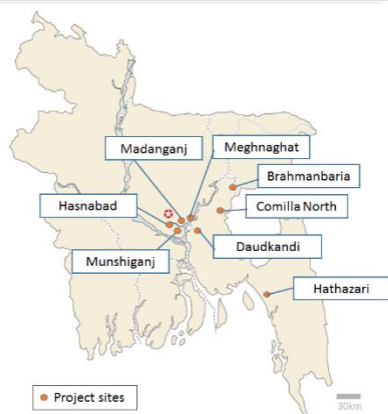 Madanganj
Meghnaghat
Brahmanbaria
Hasnabad
Comilla North
Daudkandi
Munshiganj
Hathazari
Project sites
30km